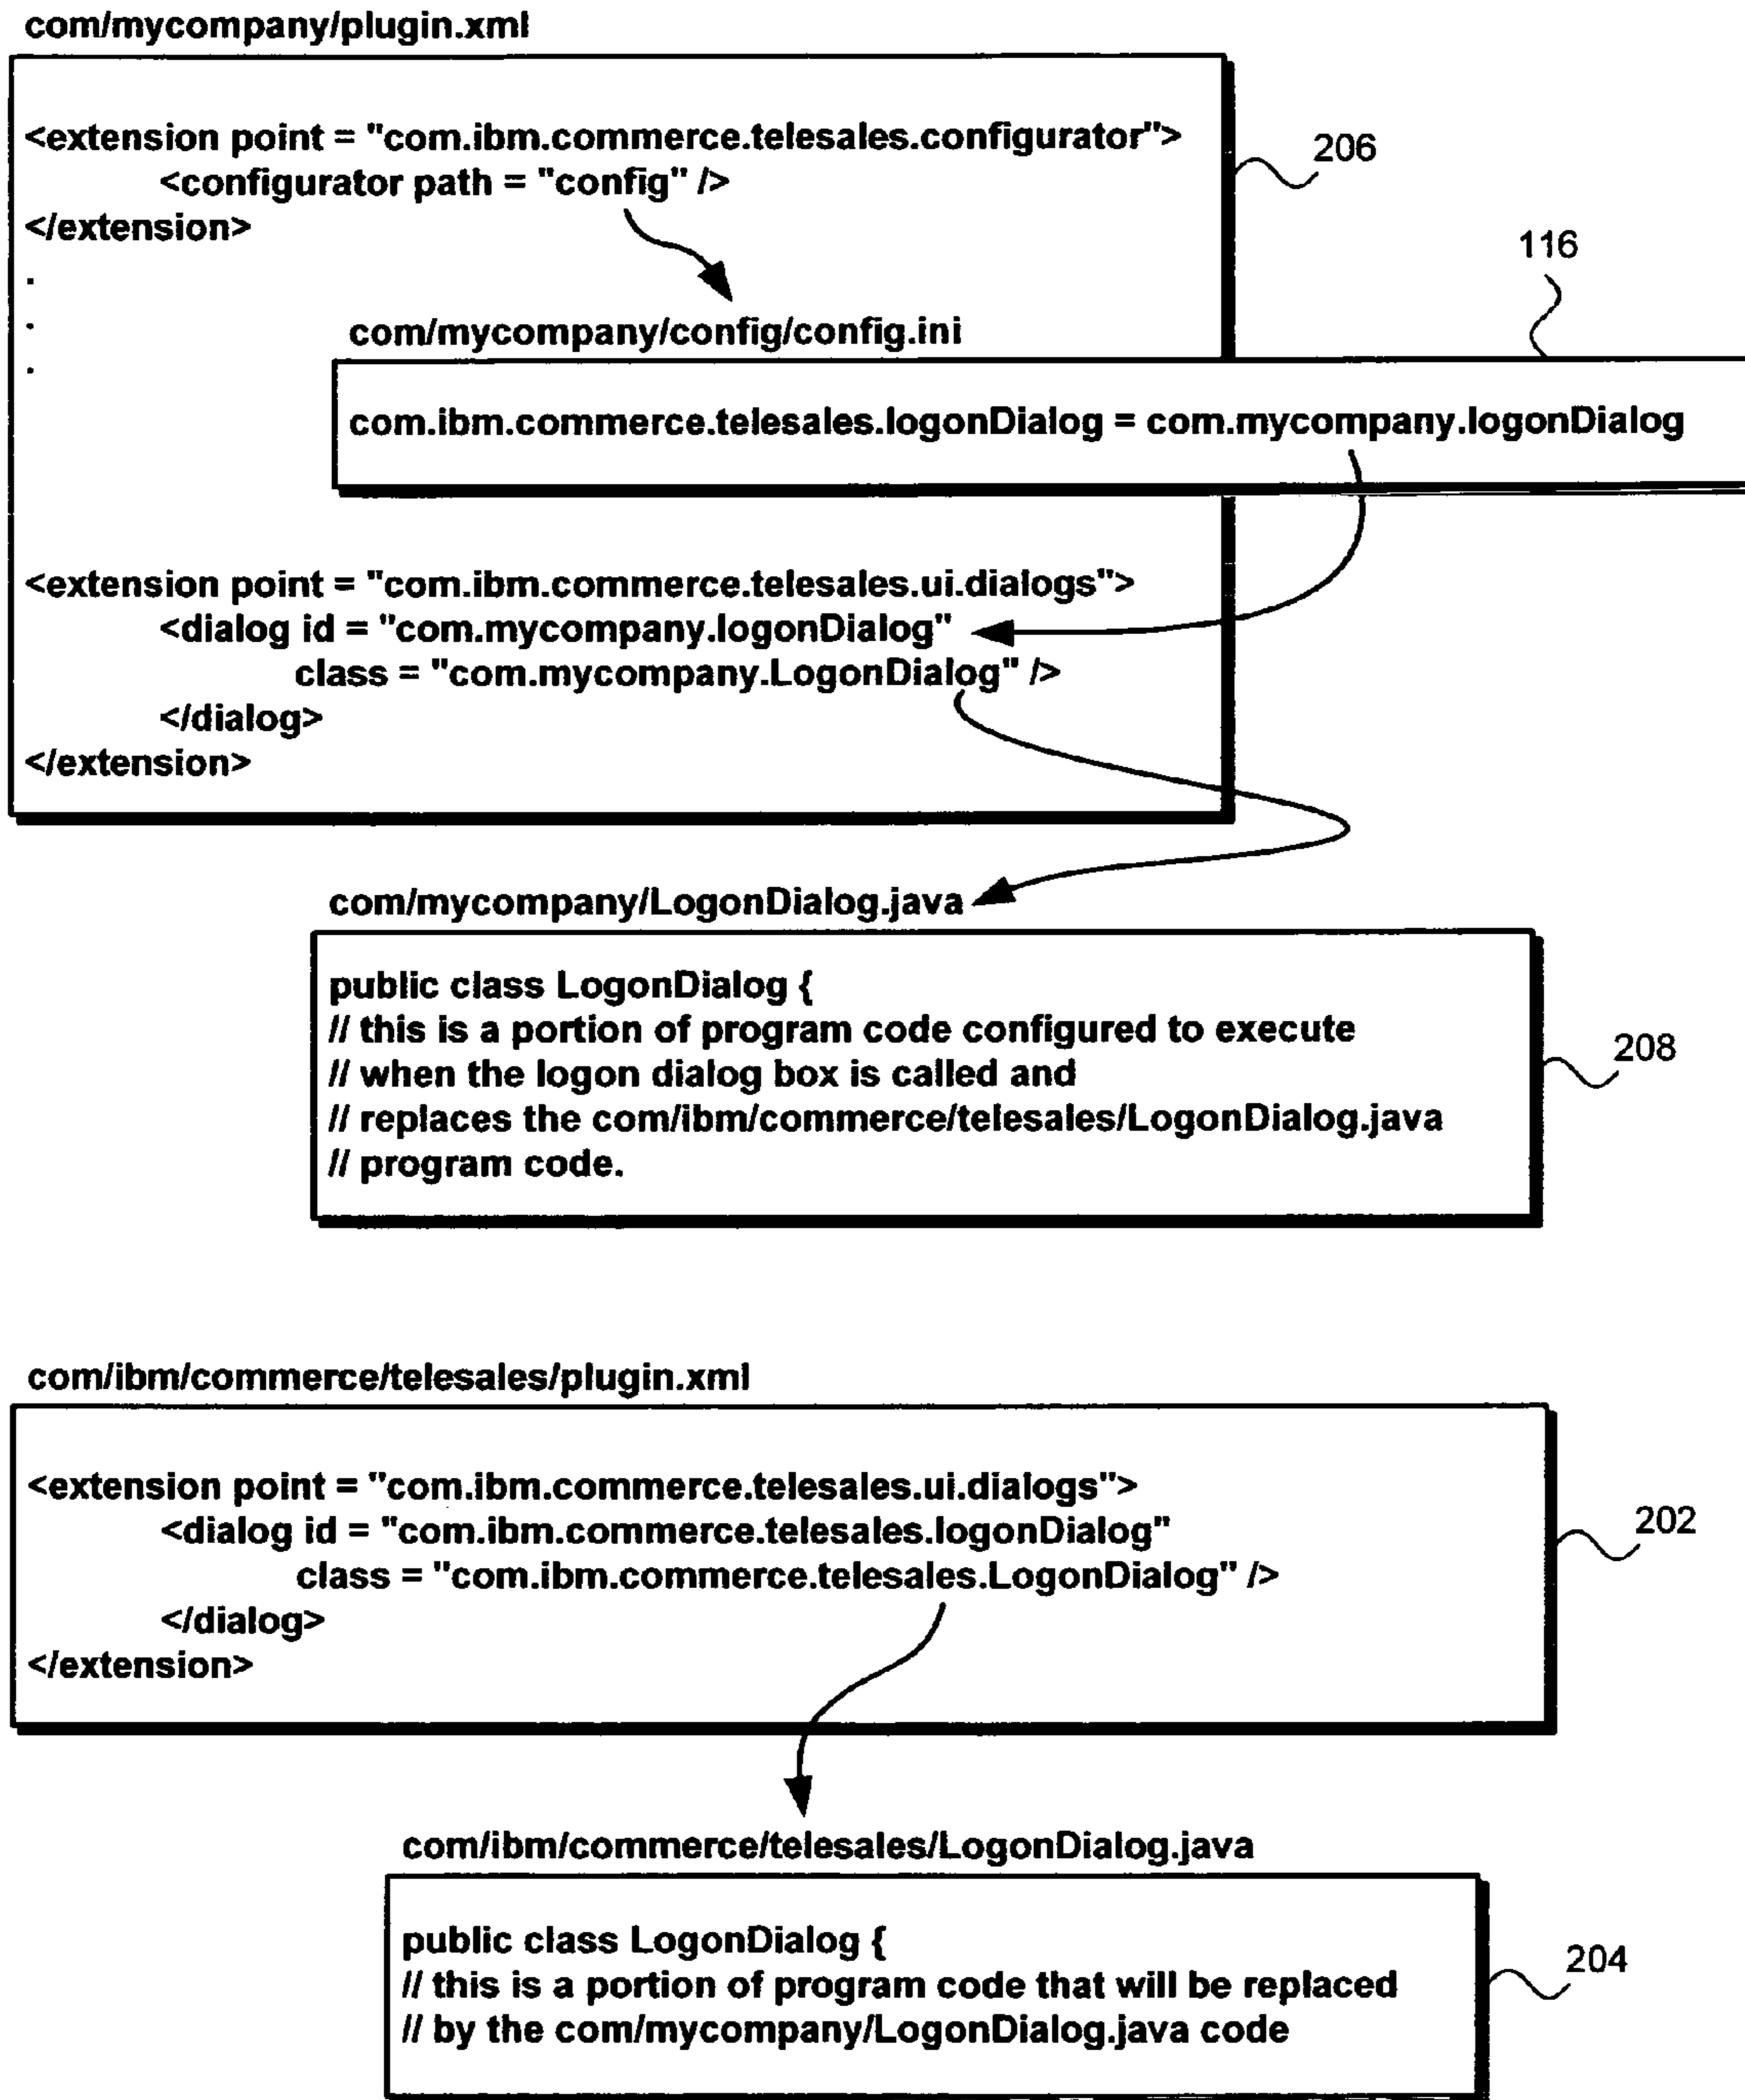 com/mycompany/plugin.xml
<extension point = "com.ibm.commerce.telesales.configurator">
<configurator path = "config" />
</extension>
206
.
.
.
116
com/mycompany/config/config.ini
com.ibm.commerce.telesales.logonDialog = com.mycompany.logonDialog
<extension point = "com.ibm.commerce.telesales.ui.dialogs">
<dialog id = "com.mycompany.logonDialog"
class = "com.mycompany.LogonDialog" />
</dialog>
</extension>
com/mycompany/LogonDialog.java
public class LogonDialog {
// this is a portion of program code configured to execute
// when the logon dialog box is called and
// replaces the com/ibm/commerce/telesales/LogonDialog.java
// program code.
208
com/ibm/commerce/telesales/plugin.xml
<extension point = "com.ibm.commerce.telesales.ui.dialogs">
<dialog id = "com.ibm.commerce.telesales.logonDialog"
class = "com.ibm.commerce.telesales.LogonDialog" />
</dialog>
</extension>
202
com/ibm/commerce/telesales/LogonDialog.java
public class LogonDialog {
// this is a portion of program code that will be replaced
// by the com/mycompany/LogonDialog.java code
204